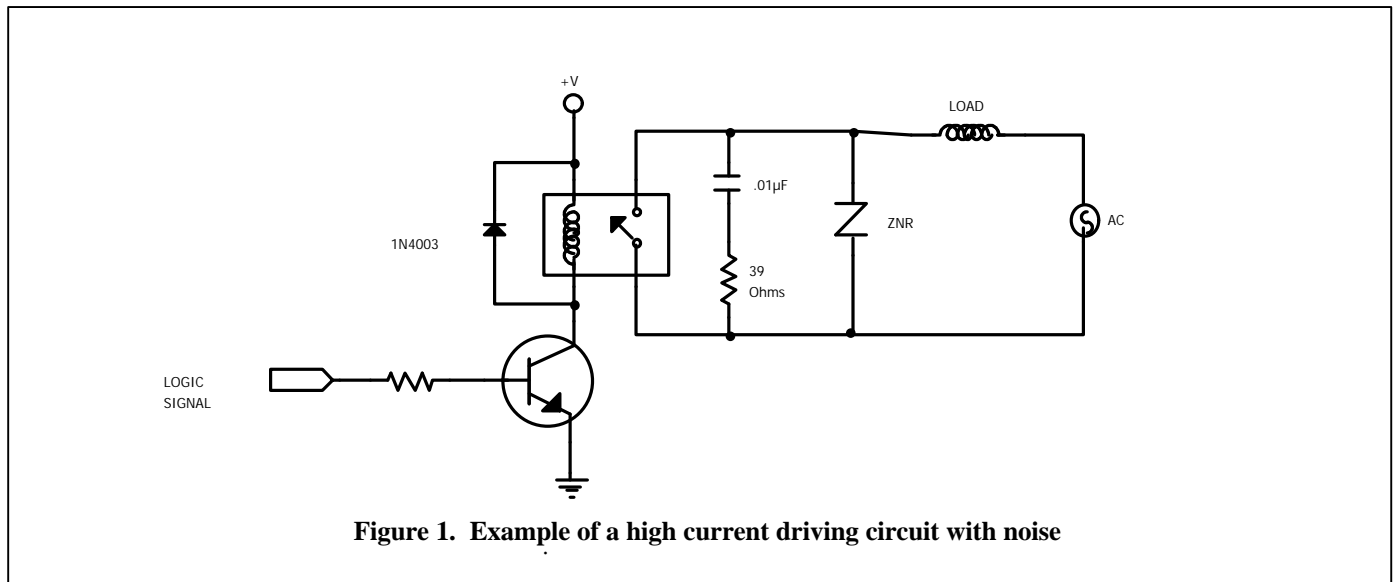 +V
LOAD
.01µF
ZNR
AC
1N4003
39
Ohms
LOGIC
SIGNAL
Figure 1.  Example of a high current driving circuit with noise
.